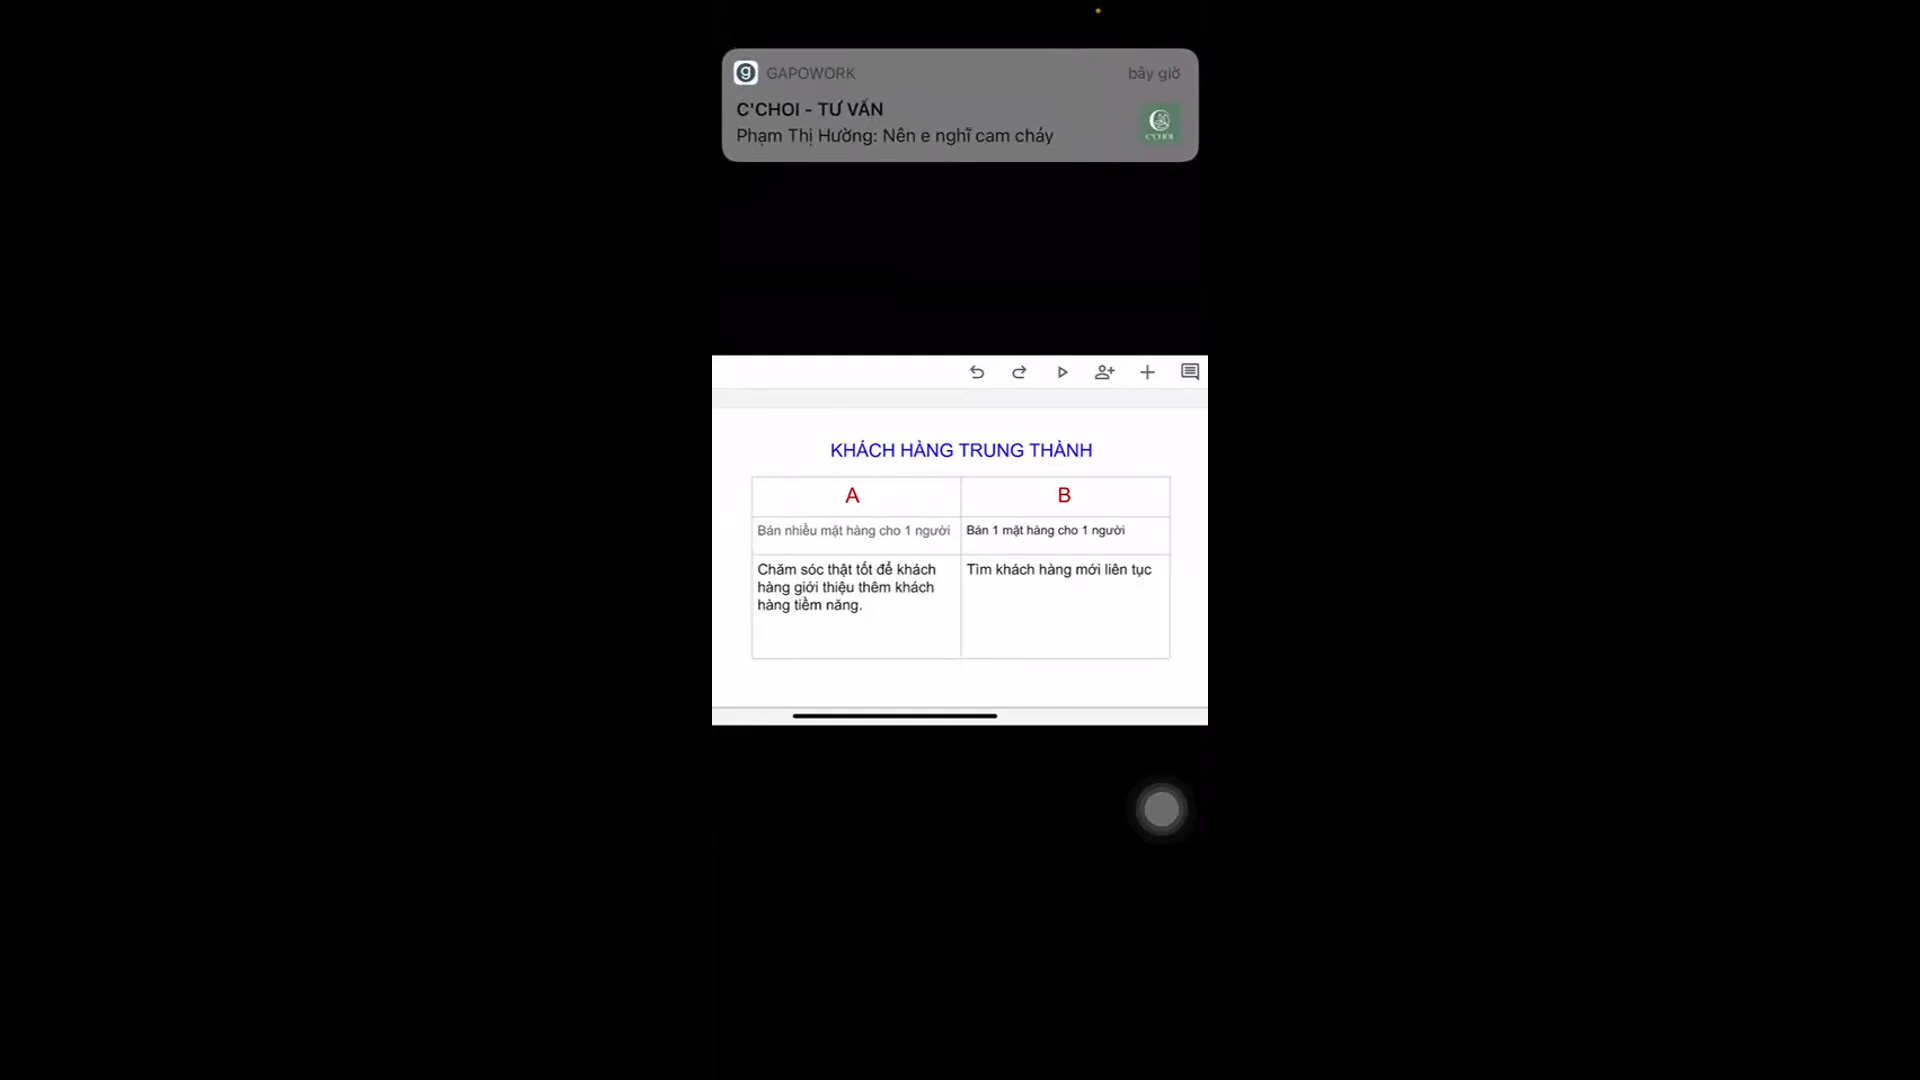 GAPOWORK
bây giờ
C'CHOI - TƯ VẤN
Phạm Thị Hường: Nên e nghĩ cam cháy
C'CHOI
KHÁCH HÀNG TRUNG THÀNH
A
B
Bán nhiều mặt hàng cho 1 người
Bán 1 mặt hàng cho 1 người
Chăm sóc thật tốt để khách
hàng giới thiệu thêm khách
hàng tiềm năng.
Tìm khách hàng mới liên tục